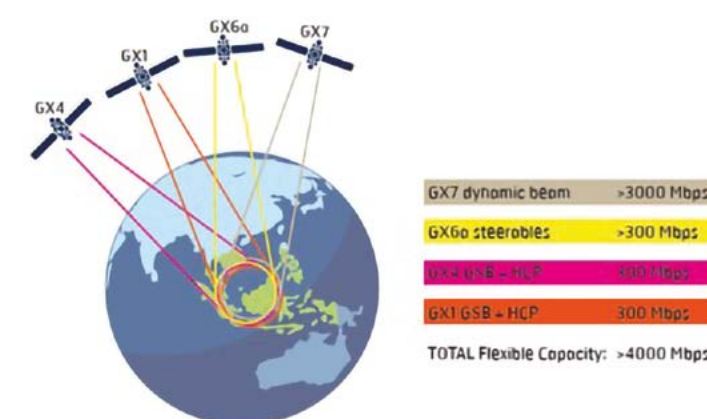 GX6a
GX7
GX1
GX4
GX7 dynamic beam >3000 Mbps
GX6a steerables >300 Mbps
GX4 GSB + HCP Mbps
GX1 GSB + HCP 300 Mbps
TOTAL Flexible Capacity: >4000 Mbps